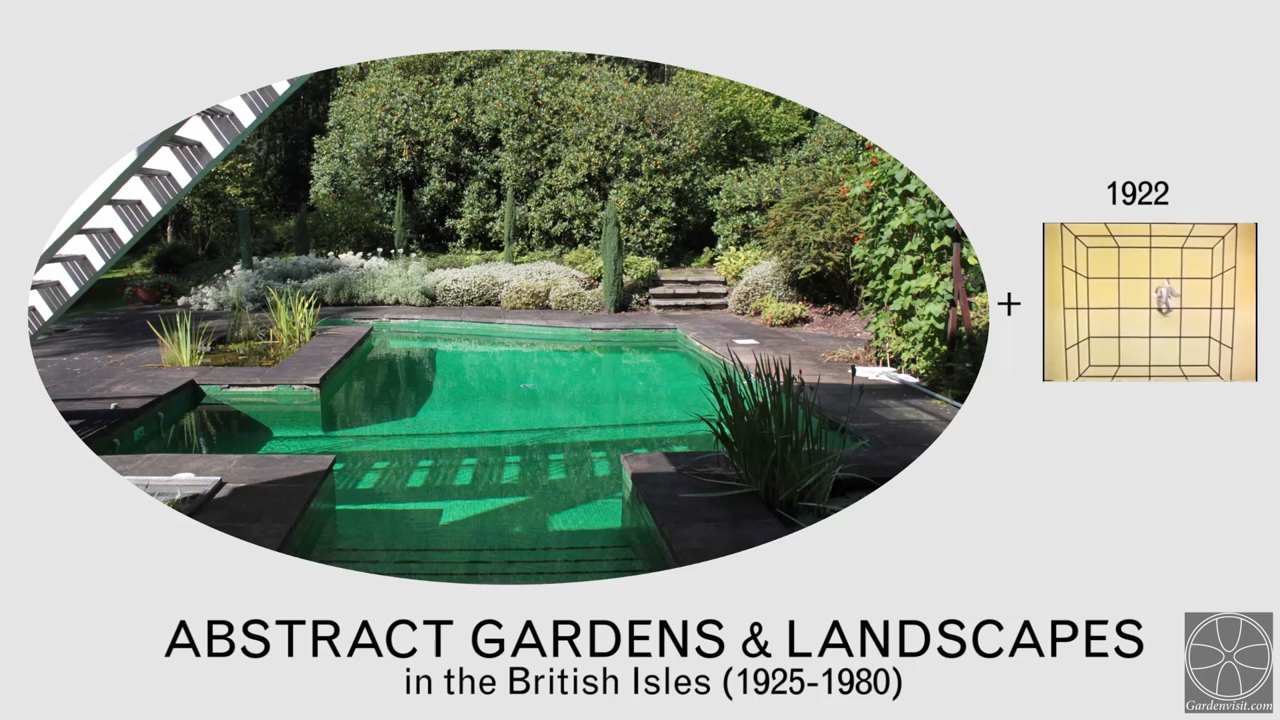 1922
+
ABSTRACT GARDENS & LANDSCAPES
in the British Isles (1925-1980)
Gardenvisit.com